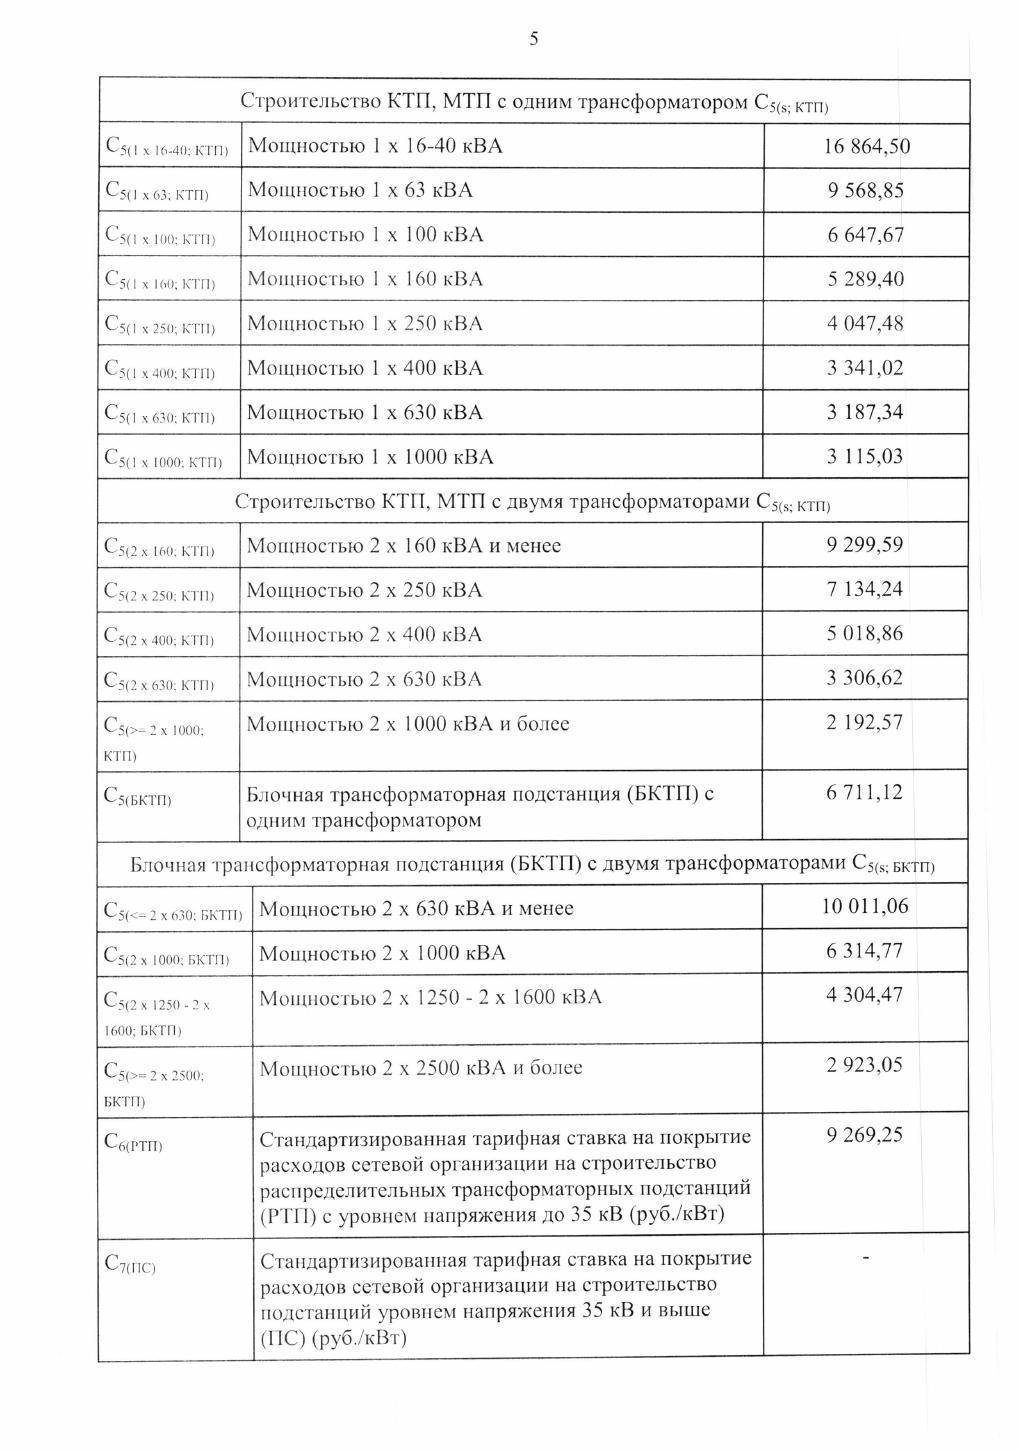 5
Строительство КТП, МТП с одним трансформатором С5(s; КТП)
С5(1 х 16-40; КТП) Мощностью 1 х 16-40 кВА 16 864,50
С5(1 х 63; КТП) Мощностью 1 х 63 кВА 9 568,85
С5(1 х 100; КТП) Мощностью 1 х 100 кВА 6 647,67
С5(1 х 160; КТП) Мощностью 1 х 160 кВА 5 289,40
С5(1 х 250; КТП) Мощностью 1 х 250 кВА 4 047,48
С5(1 х 400; КТП) Мощностью 1 х 400 кВА 3 341,02
С5(1 х 630; КТП) Мощностью 1 х 630 кВА 3 187,34
С5(1 х 1000; КТП) Мощностью 1 х 1000 кВА 3 115,03
Строительство КТП, МТП с двумя трансформаторами С5(s; КТП)
С5(2 х 160; КТП) Мощностью 2 х 160 кВА и менее 9 299,59
С5(2 х 250; КТП) Мощностью 2 х 250 кВА 7 134,24
С5(2 х 400; КТП) Мощностью 2 х 400 кВА 5 018,86
С5(2 х 630; КТП) Мощностью 2 х 630 кВА 3 306,62
С5(>= 2 х 1000; Мощностью 2 х 1000 кВА и более 2 192,57
КТП)
С5(БКТП) Блочная трансформаторная подстанция (БКТП) с 6 711,12
одним трансформатором
Блочная трансформаторная подстанция (БКТП) с двумя трансформаторами С5(s; БКТП)
С5(<= 2 х 630; БКТП) Мощностью 2 х 630 кВА и менее 10 011,06
С5(2 х 1000; БКТП) Мощностью 2 х 1000 кВА 6 314,77
С5(2 х 1250 - 2 х Мощностью 2 х 1250 - 2 х 1600 кВА 4 304,47
1600; БКТП)
С5(>= 2 х 2500; Мощностью 2 х 2500 кВА и более 2 923,05
БКТП)
С6(РТП) Стандартизированная тарифная ставка на покрытие 9 269,25
расходов сетевой организации на строительство
распределительных трансформаторных подстанций
(РТП) с уровнем напряжения до 35 кВ (руб./кВт)
С7(ПС) Стандартизированная тарифная ставка на покрытие -
расходов сетевой организации на строительство
подстанций уровнем напряжения 35 кВ и выше
(ПС) (руб./кВт)